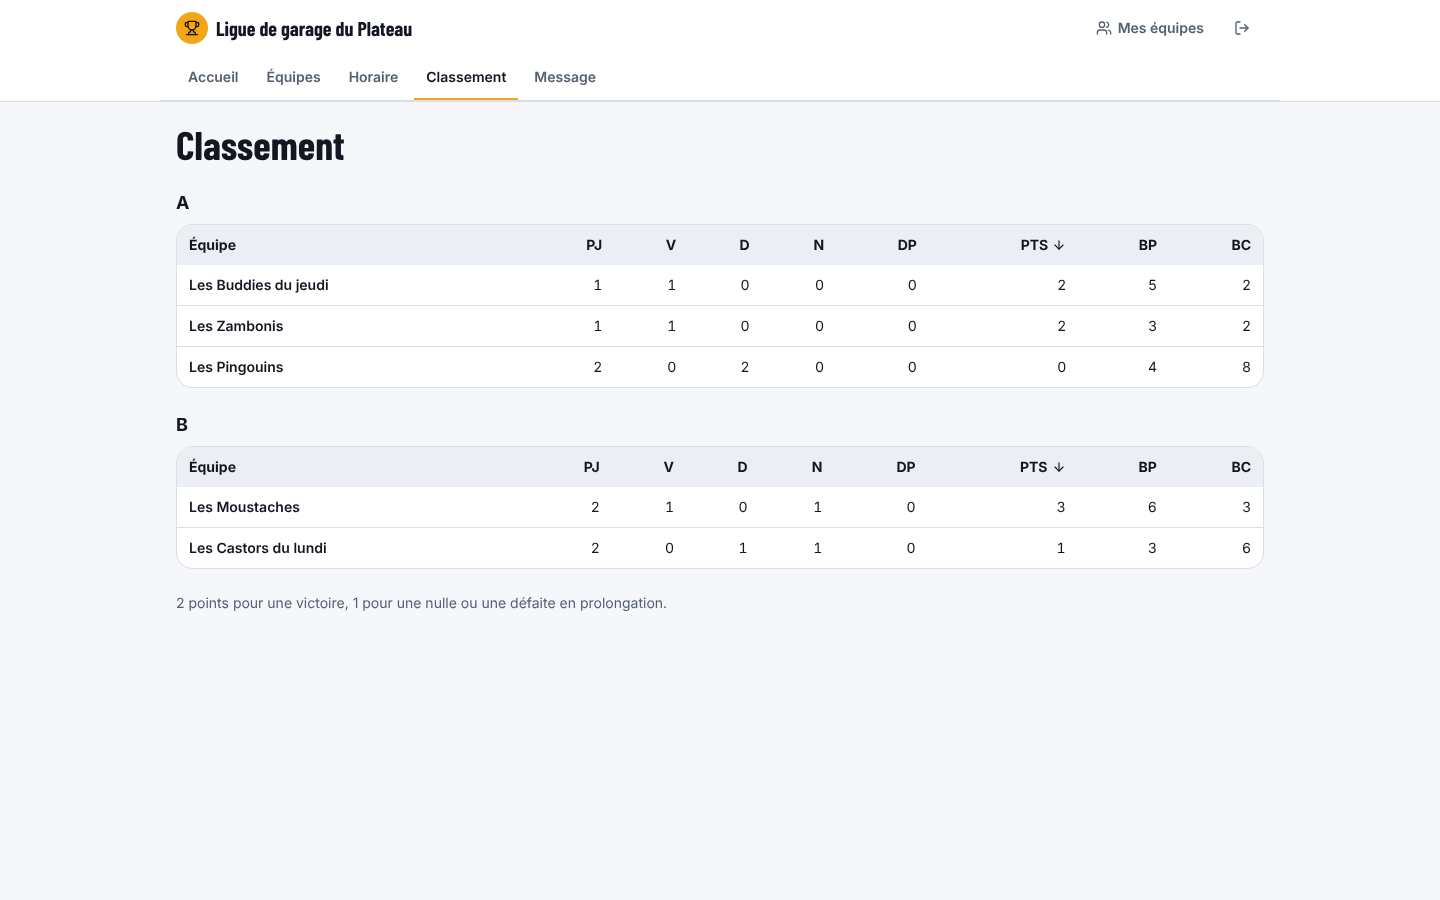 Ligue de garage du Plateau
Mes équipes
Accueil Équipes Horaire Classement Message
Classement
A
Équipe PJ V D N DP PTS ↓ BP BC
Les Buddies du jeudi 1 1 0 0 0 2 5 2
Les Zambonis 1 1 0 0 0 2 3 2
Les Pingouins 2 0 2 0 0 0 4 8
B
Équipe PJ V D N DP PTS ↓ BP BC
Les Moustaches 2 1 0 1 0 3 6 3
Les Castors du lundi 2 0 1 1 0 1 3 6
2 points pour une victoire, 1 pour une nulle ou une défaite en prolongation.